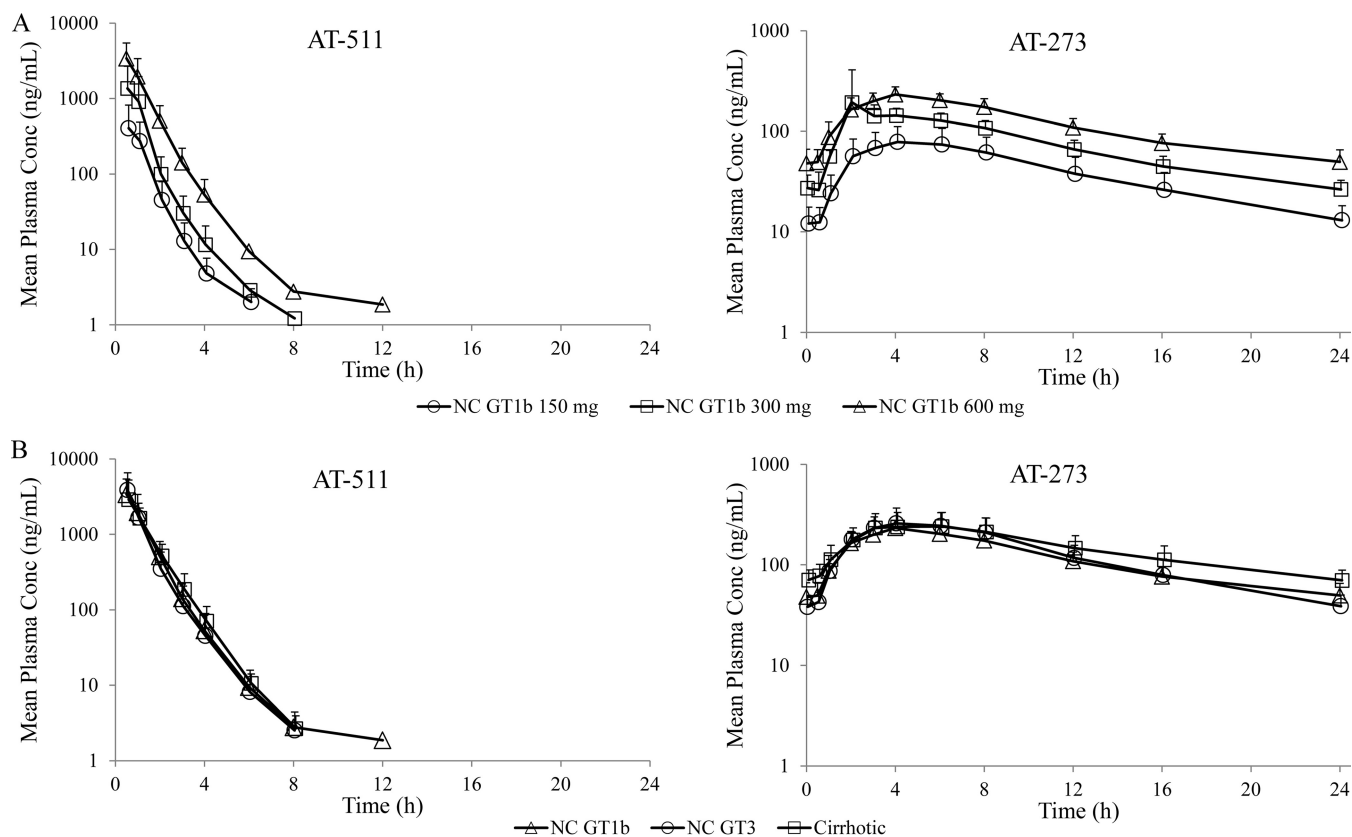 A
AT-511
AT-273
Mean Plasma Conc (ng/mL)
10000
1000
100
10
1
0 4 8 12 16 20 24
Time (h)
Mean Plasma Conc (ng/mL)
1000
100
10
1
0 4 8 12 16 20 24
Time (h)
NC GT1b 150 mg NC GT1b 300 mg NC GT1b 600 mg
B
AT-511
AT-273
Mean Plasma Conc (ng/mL)
10000
1000
100
10
1
0 4 8 12 16 20 24
Time (h)
Mean Plasma Conc (ng/mL)
1000
100
10
1
0 4 8 12 16 20 24
Time (h)
NC GT1b NC GT3 Cirrhotic